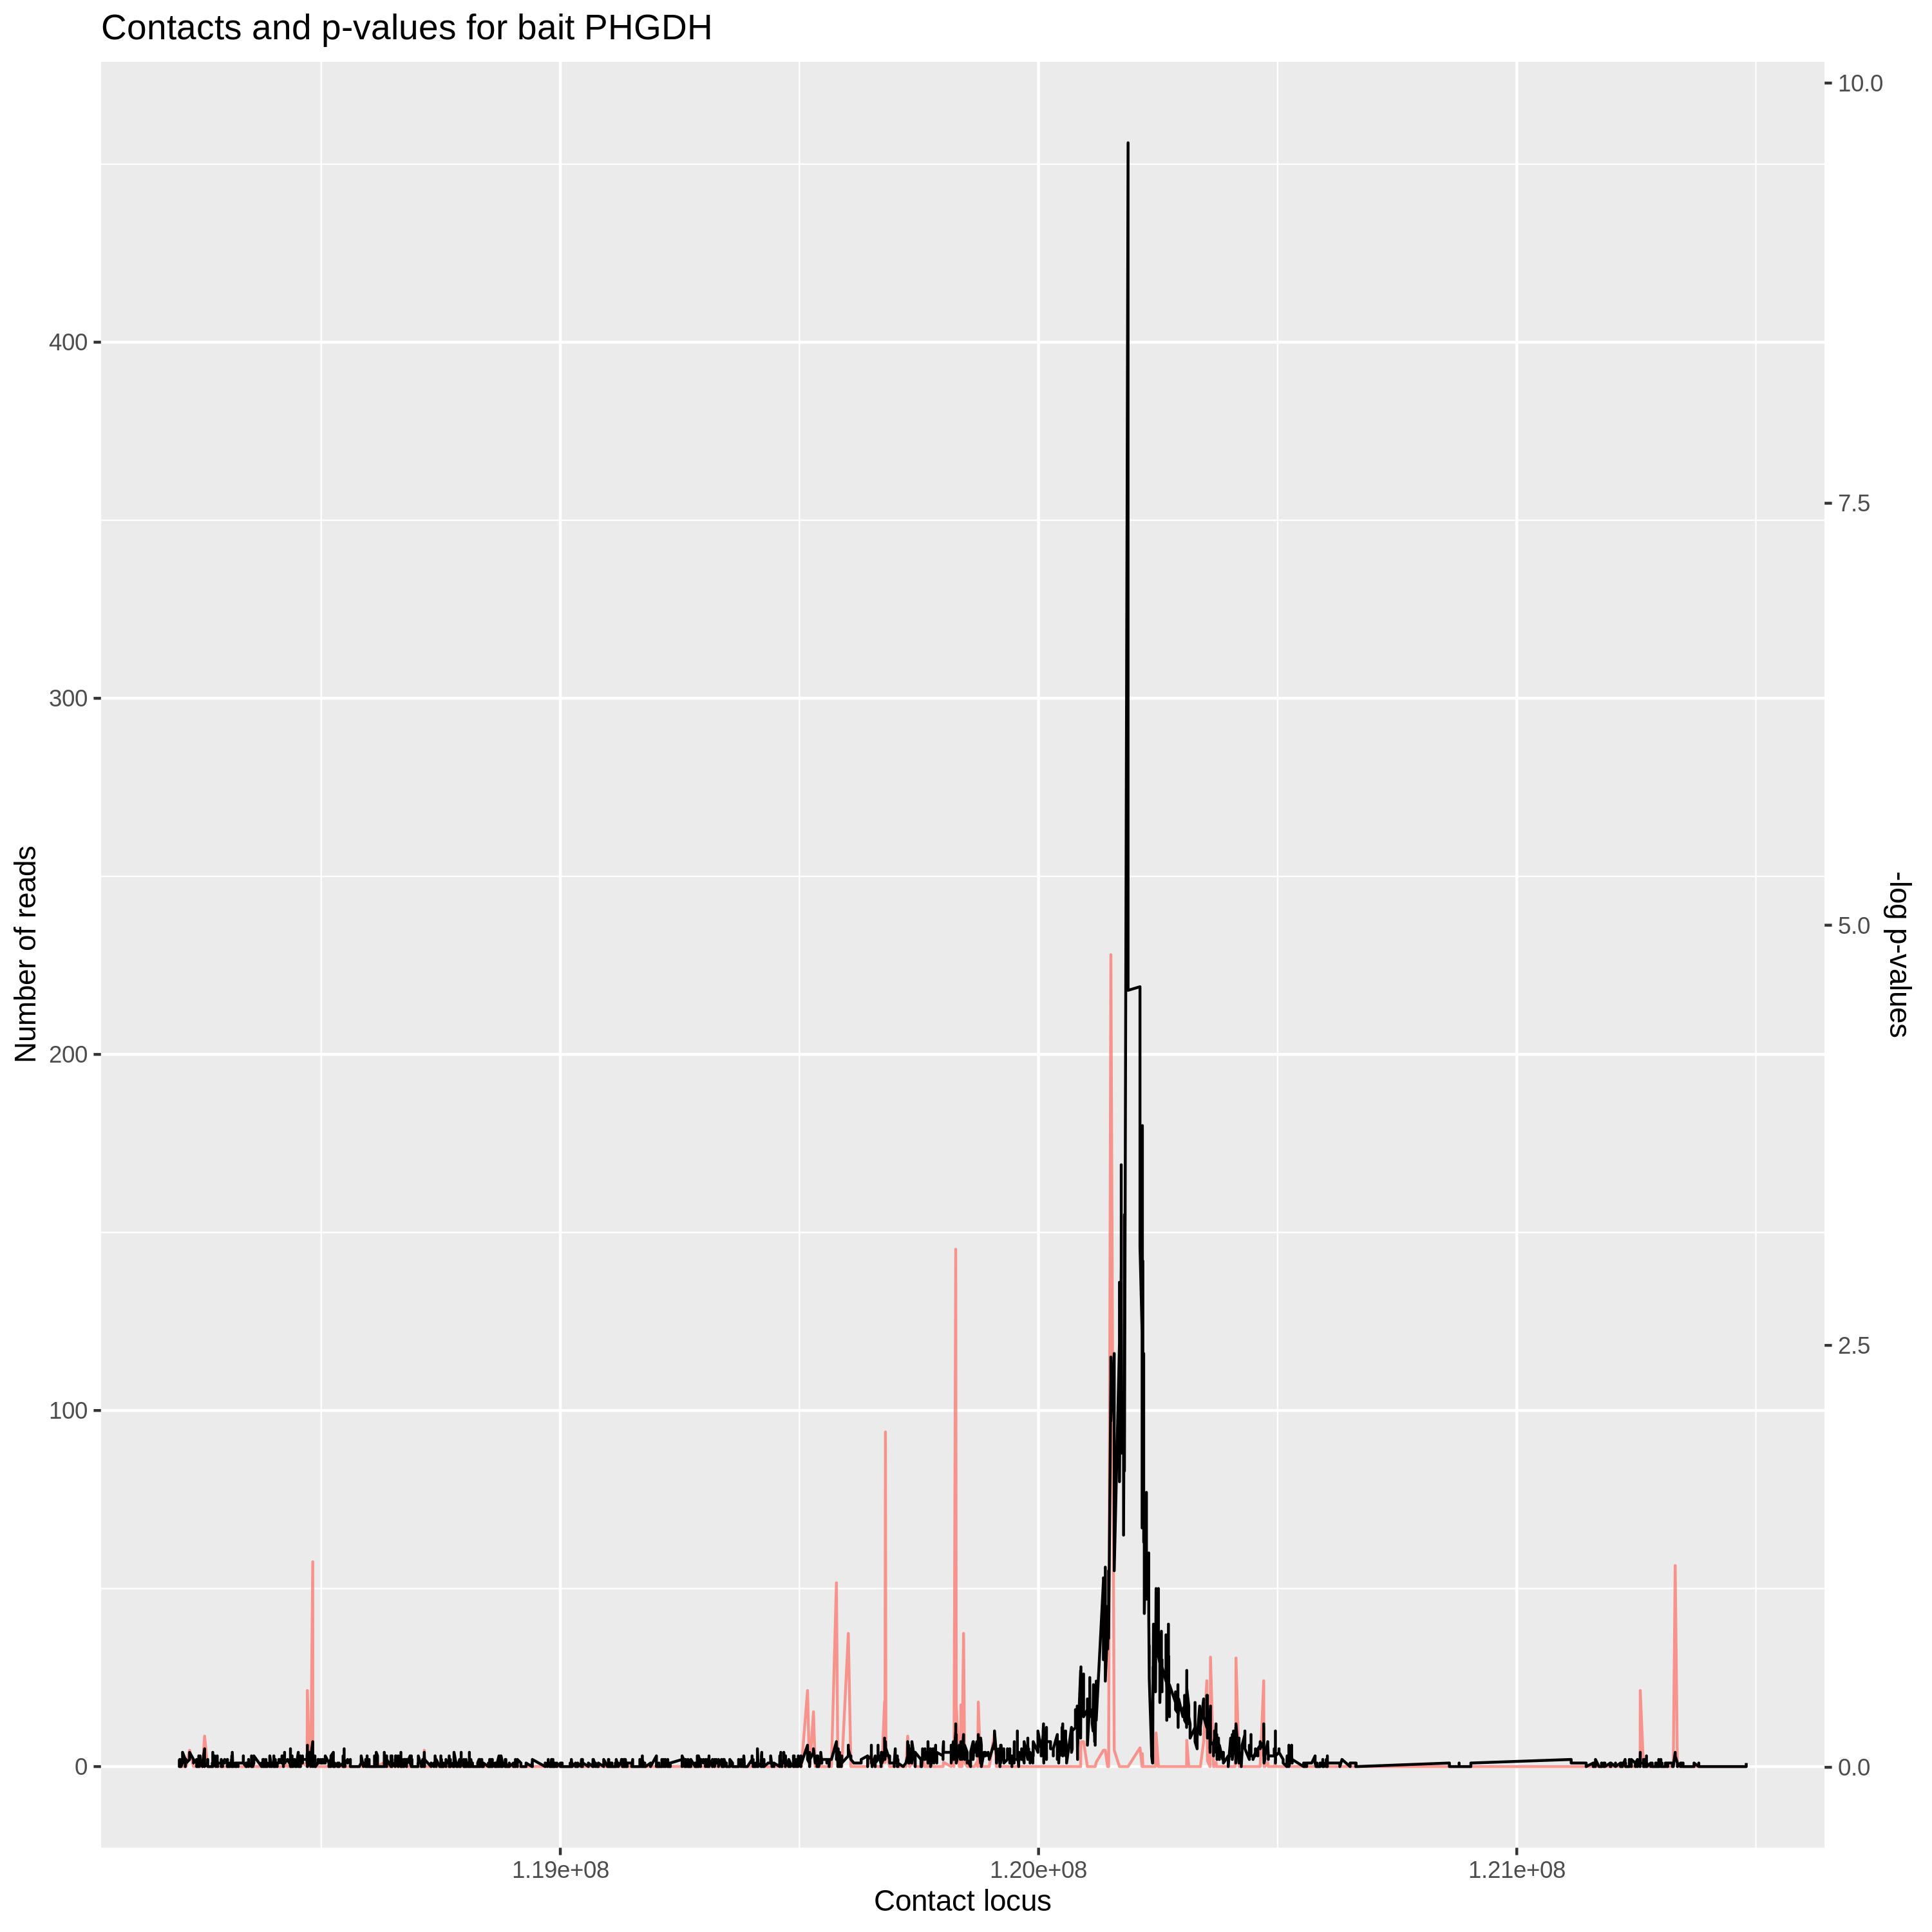 Contacts and p-values for bait PHGDH
Number of reads
400
300
200
100
0
10.0
7.5
5.0
2.5
0.0
-log p-values
1.19e+08
1.20e+08
1.21e+08
Contact locus